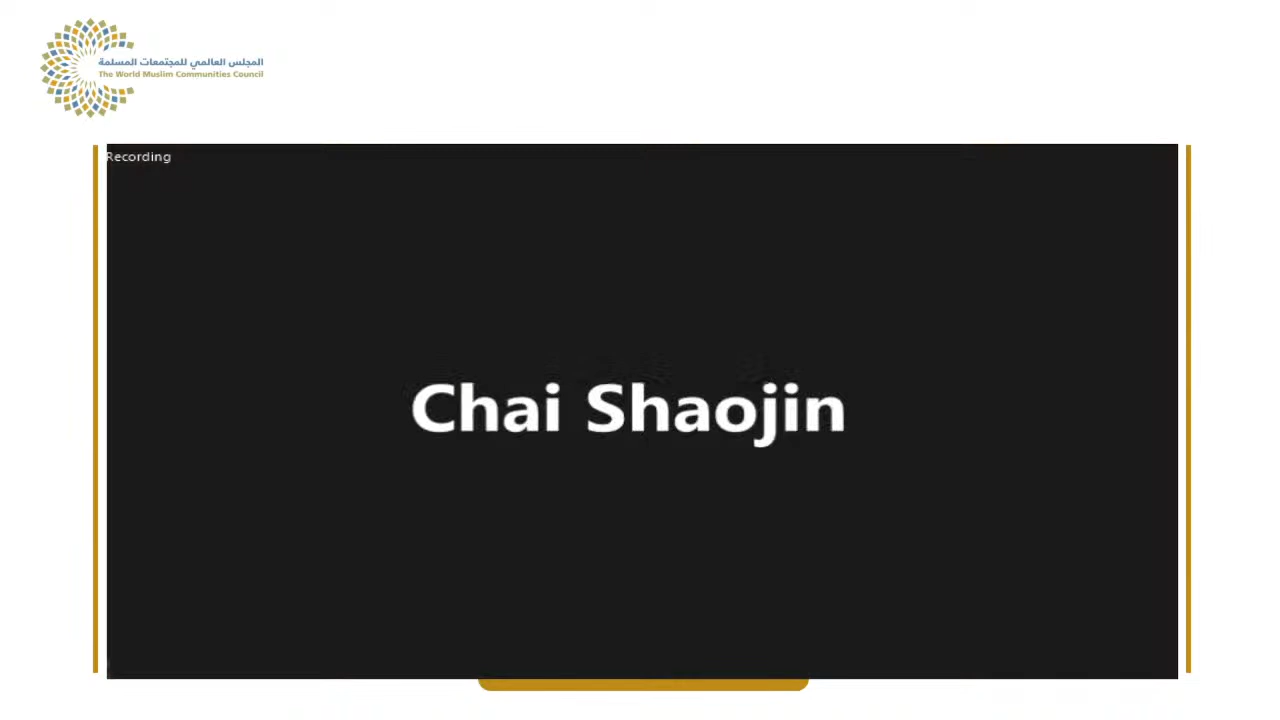 المجلس العالمي للمجتمعات المسلمة
The World Muslim Communities Council
Recording
Chai Shaojin